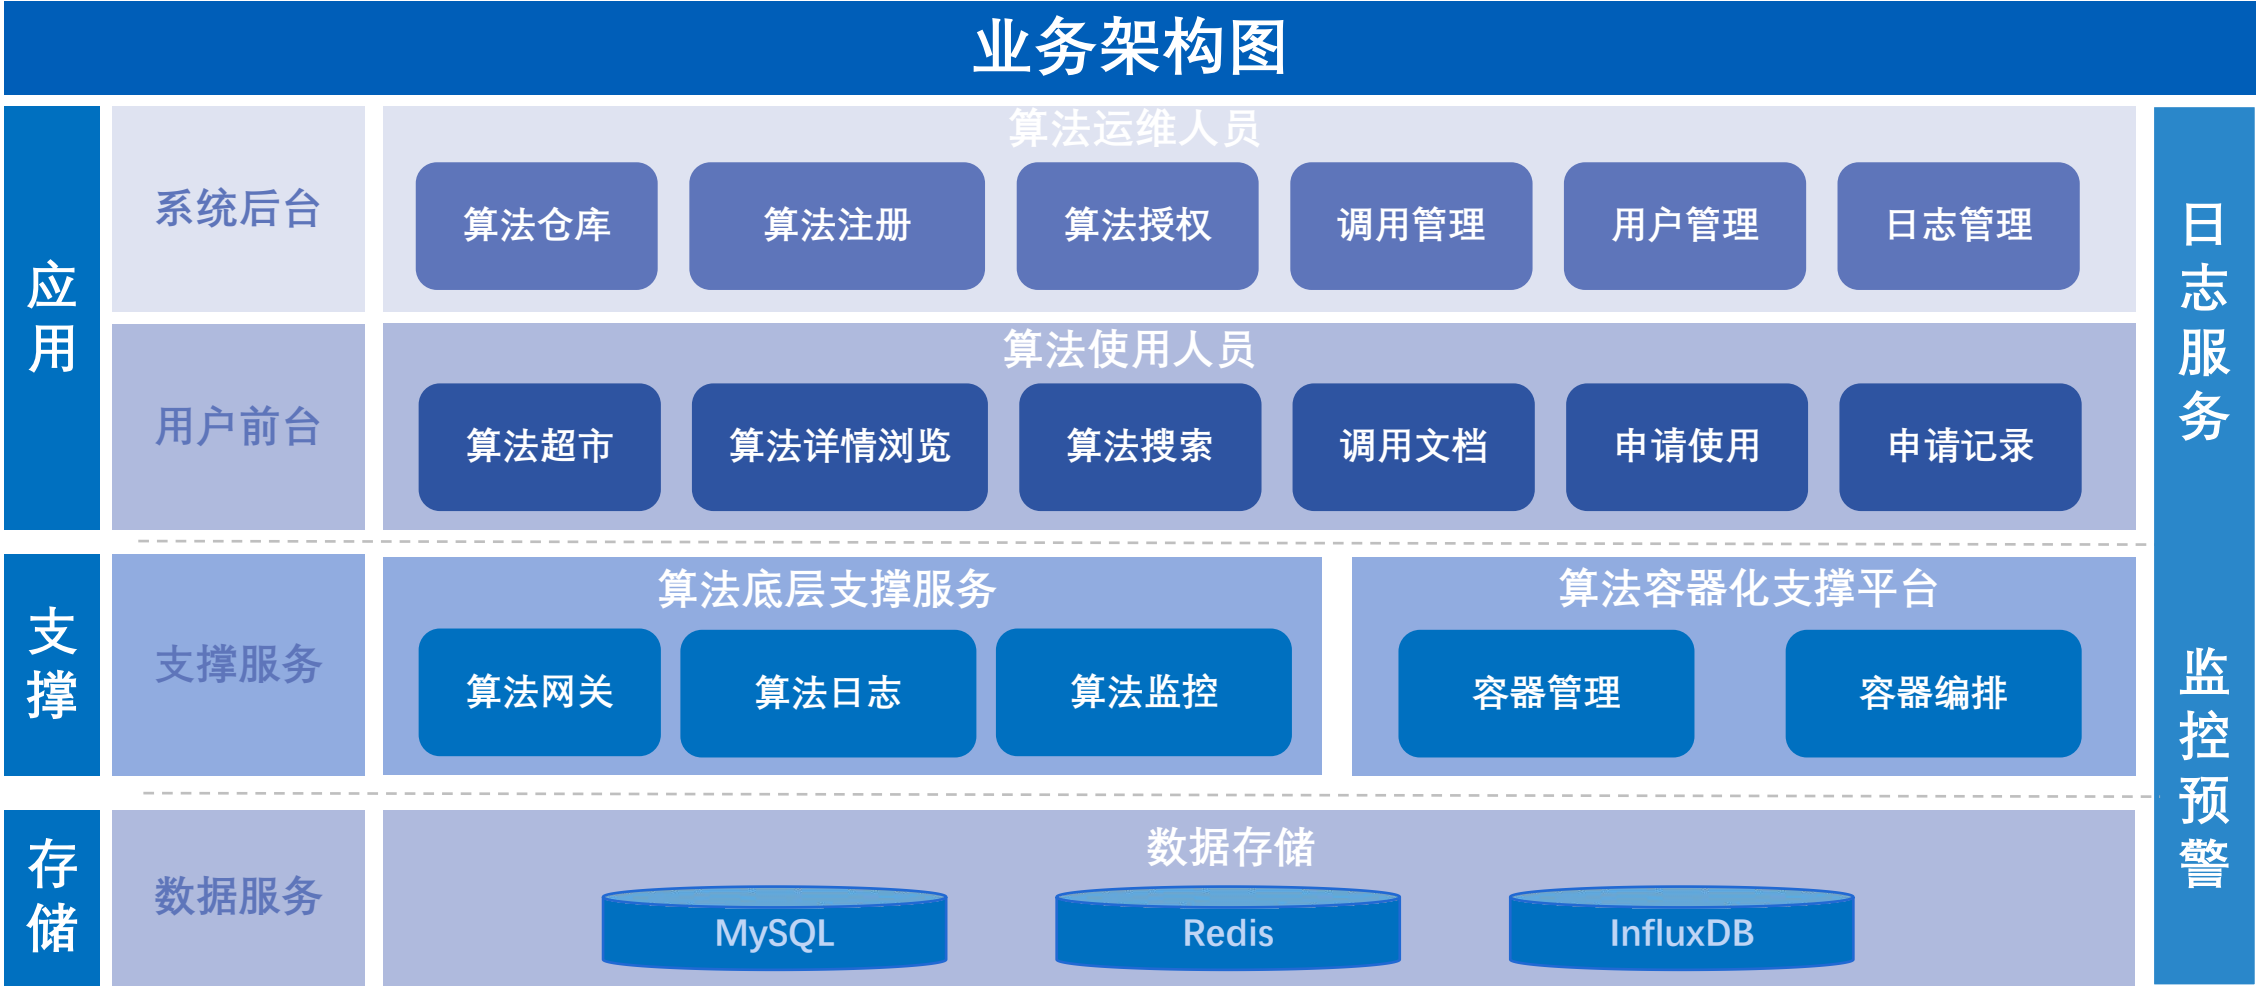 业务架构图
应用
系统后台
算法运维人员
算法仓库
算法注册
算法授权
调用管理
用户管理
日志管理
用户前台
算法使用人员
算法超市
算法详情浏览
算法搜索
调用文档
申请使用
申请记录
支撑
支撑服务
算法底层支撑服务
算法网关
算法日志
算法监控
算法容器化支撑平台
容器管理
容器编排
存储
数据服务
数据存储
MySQL
Redis
InfluxDB
日志服务
监控预警